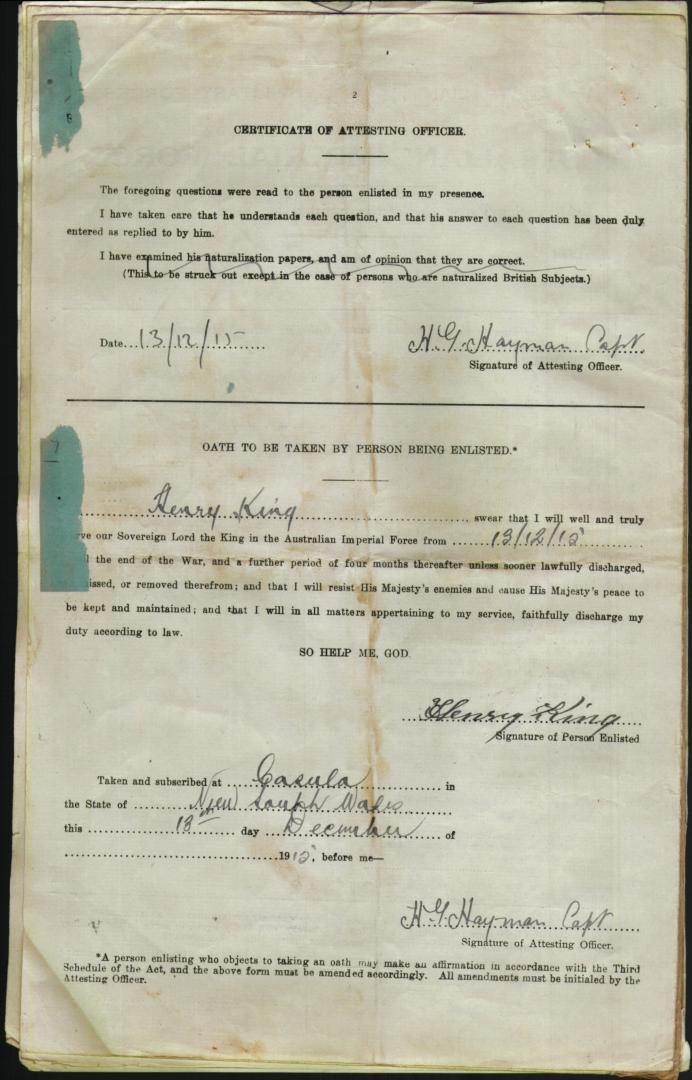 2
CERTIFICATE OF ATTESTING OFFICER.
The foregoing questions were read to the person enlisted in my presence.
I have taken care that he understands each question, and that his answer to each question has been duly
entered as replied to by him.
I have examined his naturalization papers, and am of opinion that they are correct.
(This to be struck out except in the case of persons who are naturalized British Subjects.)
Date...13/12/15
H.G. Hayman Capt.
Signature of Attesting Officer.
OATH TO BE TAKEN BY PERSON BEING ENLISTED.*
Henry King swear that I will well and truly
ve our Sovereign Lord the King in the Australian Imperial Force from 13/12/15
l the end of the War, and a further period of four months thereafter unless sooner lawfully discharged,
issed, or removed therefrom; and that I will resist His Majesty's enemies and cause His Majesty's peace to
be kept and maintained; and that I will in all matters appertaining to my service, faithfully discharge my
duty according to law.
SO HELP ME, GOD.
Henry King
Signature of Person Enlisted
Taken and subscribed at Casula in
the State of New South Wales
this 13th day December of
1915, before me—
H.G. Hayman Capt
Signature of Attesting Officer.
*A person enlisting who objects to taking an oath may make an affirmation in accordance with the Third
Schedule of the Act, and the above form must be amended accordingly. All amendments must be initialed by the
Attesting Officer.